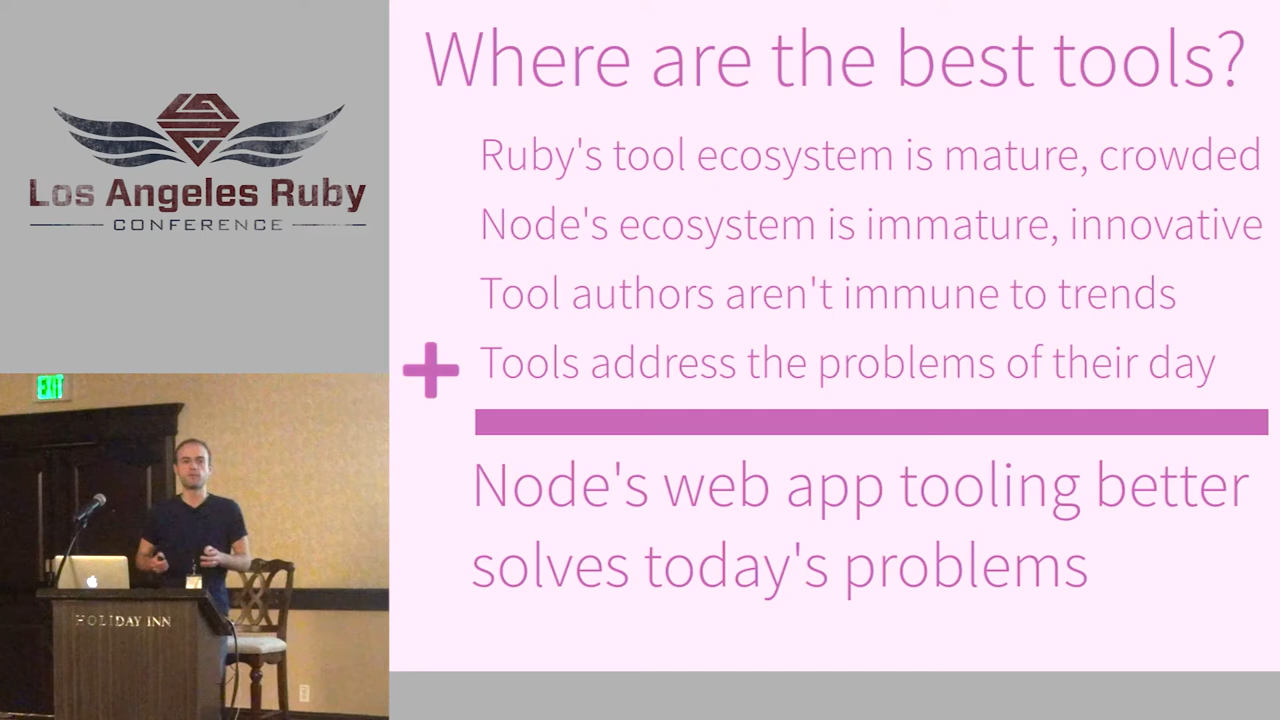 Los Angeles Ruby
CONFERENCE
EXIT
HOLIDAY INN
Where are the best tools?
Ruby's tool ecosystem is mature, crowded
Node's ecosystem is immature, innovative
Tool authors aren't immune to trends
+ Tools address the problems of their day
Node's web app tooling better
solves today's problems